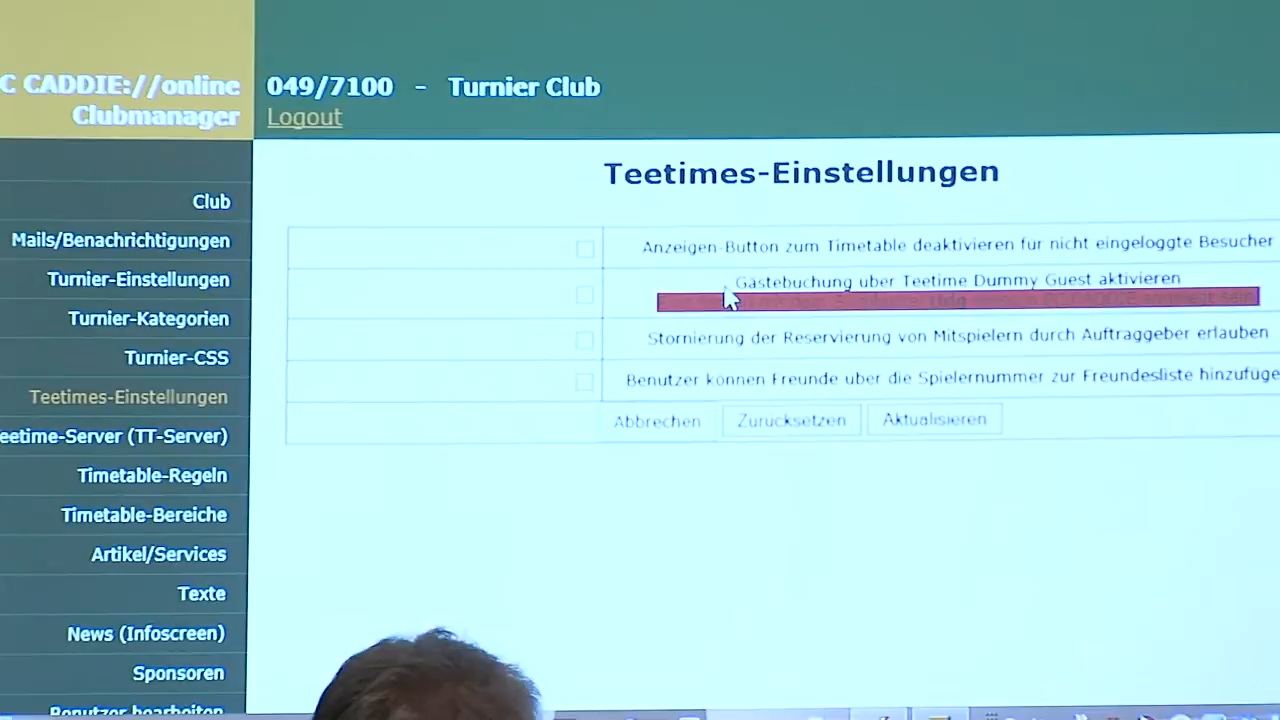 C CADDIE://online
Clubmanager
049/7100 - Turnier Club
Logout
Club
Mails/Benachrichtigungen
Turnier-Einstellungen
Turnier-Kategorien
Turnier-CSS
Teetimes-Einstellungen
eetime-Server (TT-Server)
Timetable-Regeln
Timetable-Bereiche
Artikel/Services
Texte
News (Infoscreen)
Sponsoren
Benutzer bearbeiten
Teetimes-Einstellungen
Anzeigen-Button zum Timetable deaktivieren für nicht eingeloggte Besucher
Gästebuchung über Teetime Dummy Guest aktivieren
Stornierung der Reservierung von Mitspielern durch Auftraggeber erlauben
Benutzer können Freunde über die Spielernummer zur Freundesliste hinzufüge
Abbrechen Zurücksetzen Aktualisieren